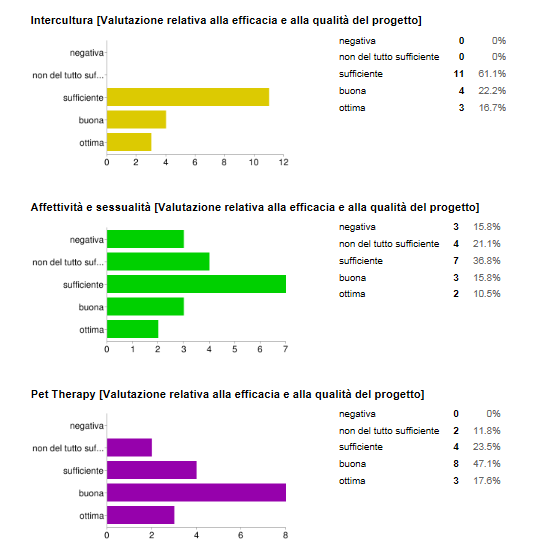 Intercultura [Valutazione relativa alla efficacia e alla qualità del progetto]
negativa
non del tutto suf...
sufficiente
buona
ottima
0 2 4 6 8 10 12
negativa 0 0%
non del tutto sufficiente 0 0%
sufficiente 11 61.1%
buona 4 22.2%
ottima 3 16.7%
Affettività e sessualità [Valutazione relativa alla efficacia e alla qualità del progetto]
negativa
non del tutto suf...
sufficiente
buona
ottima
0 1 2 3 4 5 6 7
negativa 3 15.8%
non del tutto sufficiente 4 21.1%
sufficiente 7 36.8%
buona 3 15.8%
ottima 2 10.5%
Pet Therapy [Valutazione relativa alla efficacia e alla qualità del progetto]
negativa
non del tutto suf...
sufficiente
buona
ottima
0 2 4 6 8
negativa 0 0%
non del tutto sufficiente 2 11.8%
sufficiente 4 23.5%
buona 8 47.1%
ottima 3 17.6%